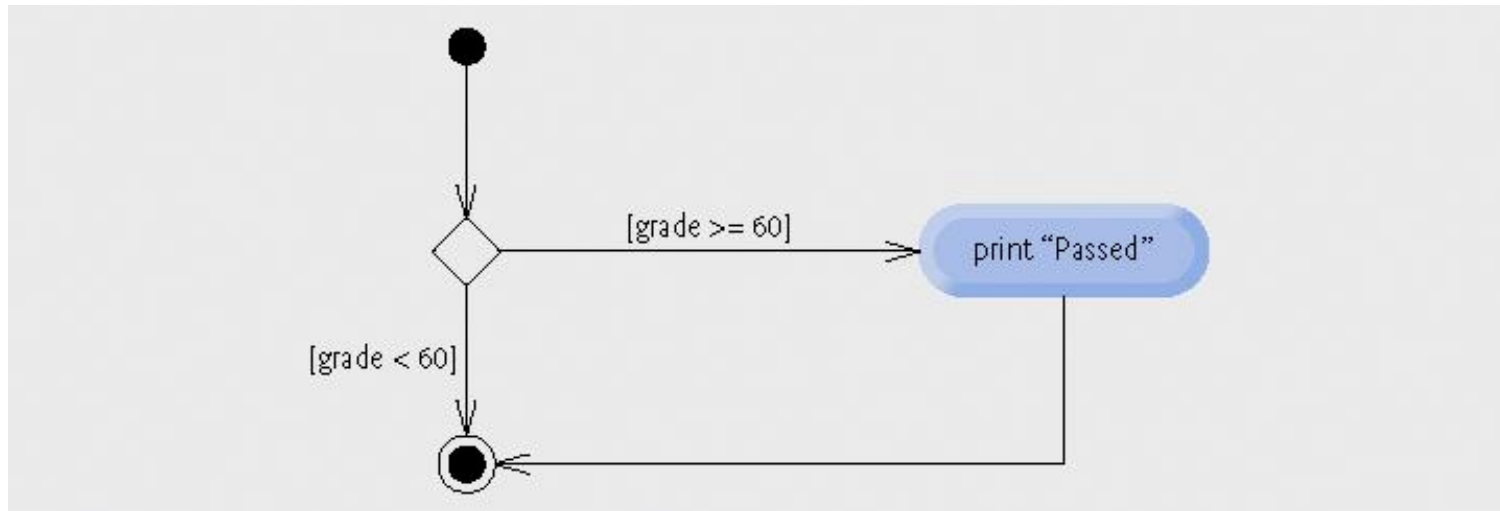 [grade >= 60]
print “Passed”
[grade < 60]